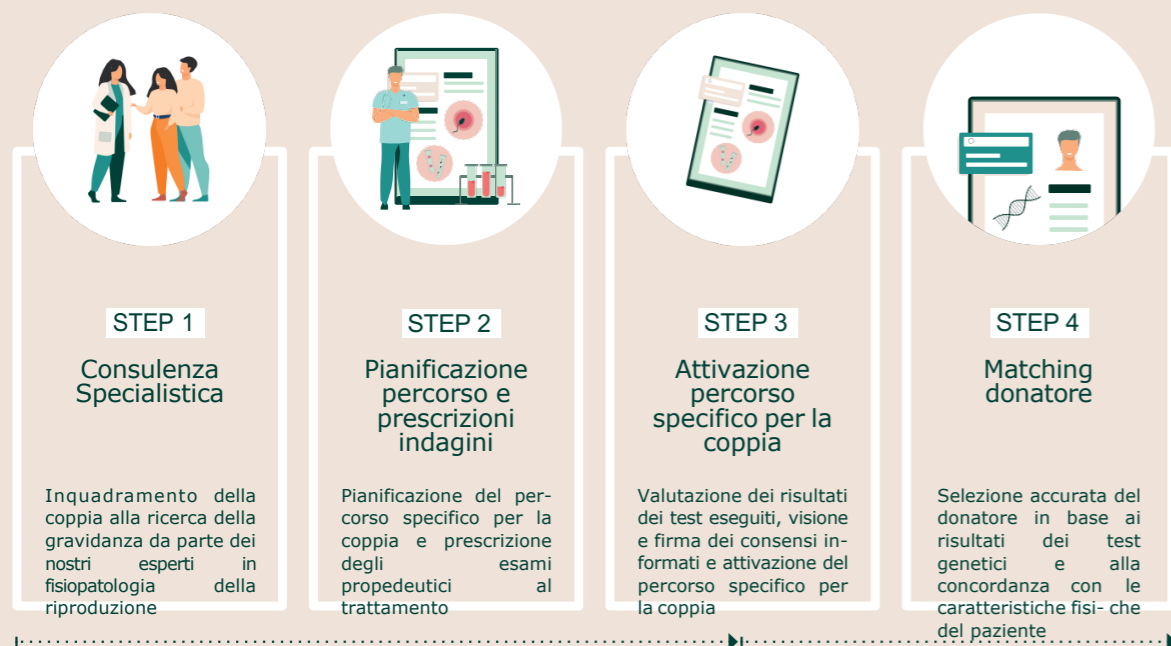 STEP 1
Consulenza
Specialistica
Inquadramento della
coppia alla ricerca della
gravidanza da parte dei
nostri esperti in
fisiopatologia della
riproduzione
STEP 2
Pianificazione
percorso e
prescrizioni
indagini
Pianificazione del per-
corso specifico per la
coppia e prescrizione
degli esami
propedeutici al
trattamento
STEP 3
Attivazione
percorso
specifico per la
coppia
Valutazione dei risultati
dei test eseguiti, visione
e firma dei consensi in-
formati e attivazione del
percorso specifico per
la coppia
STEP 4
Matching
donatore
Selezione accurata del
donatore in base ai
risultati dei test
genetici e alla
concordanza con le
caratteristiche fisi- che
del paziente